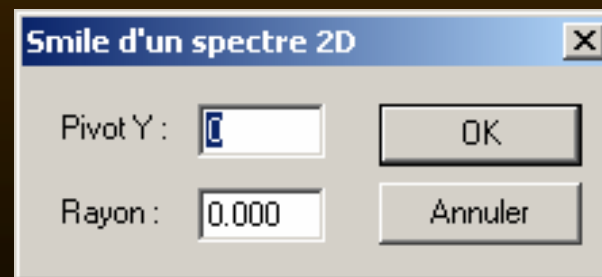 Smile d'un spectre 2D
Pivot Y : 0 OK
Rayon : 0.000 Annuler